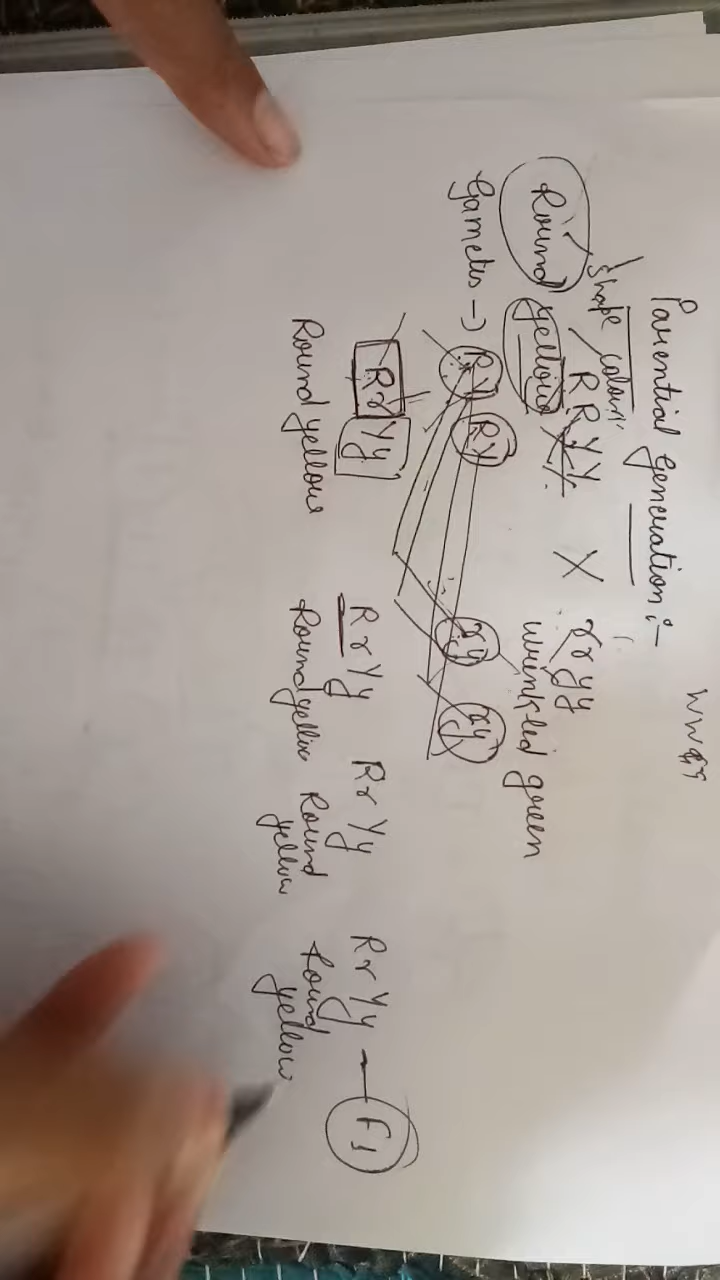 Parential Generation :-
shape colour
RRYY X rryy
Round yellow wrinkled green
Gametes -> RY RY ry ry
RrYy RrYy RrYy RrYy - F1
Round yellow Round yellow Round yellow Round yellow